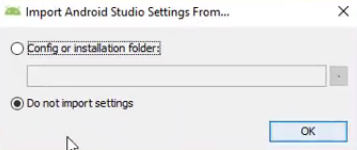 Import Android Studio Settings From...
Config or installation folder:
Do not import settings
OK